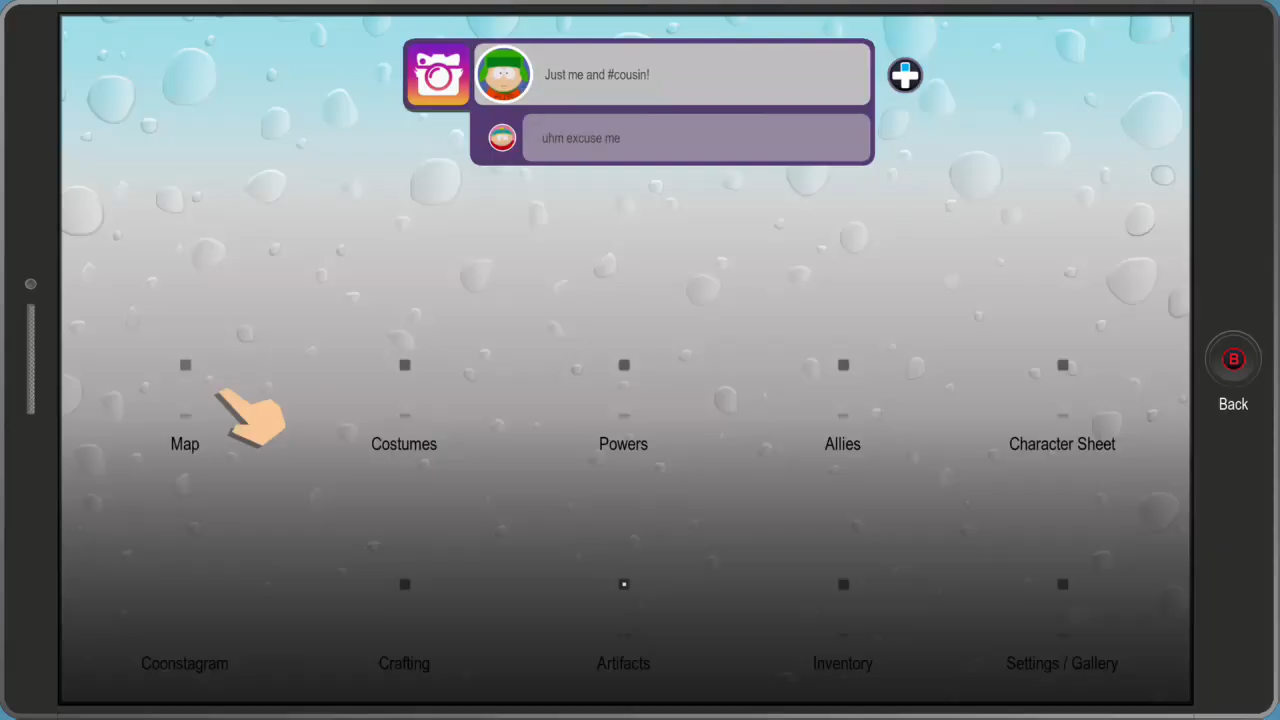 Just me and #cousin!
uhm excuse me
B
Back
Map
Costumes
Powers
Allies
Character Sheet
Coonstagram
Crafting
Artifacts
Inventory
Settings / Gallery